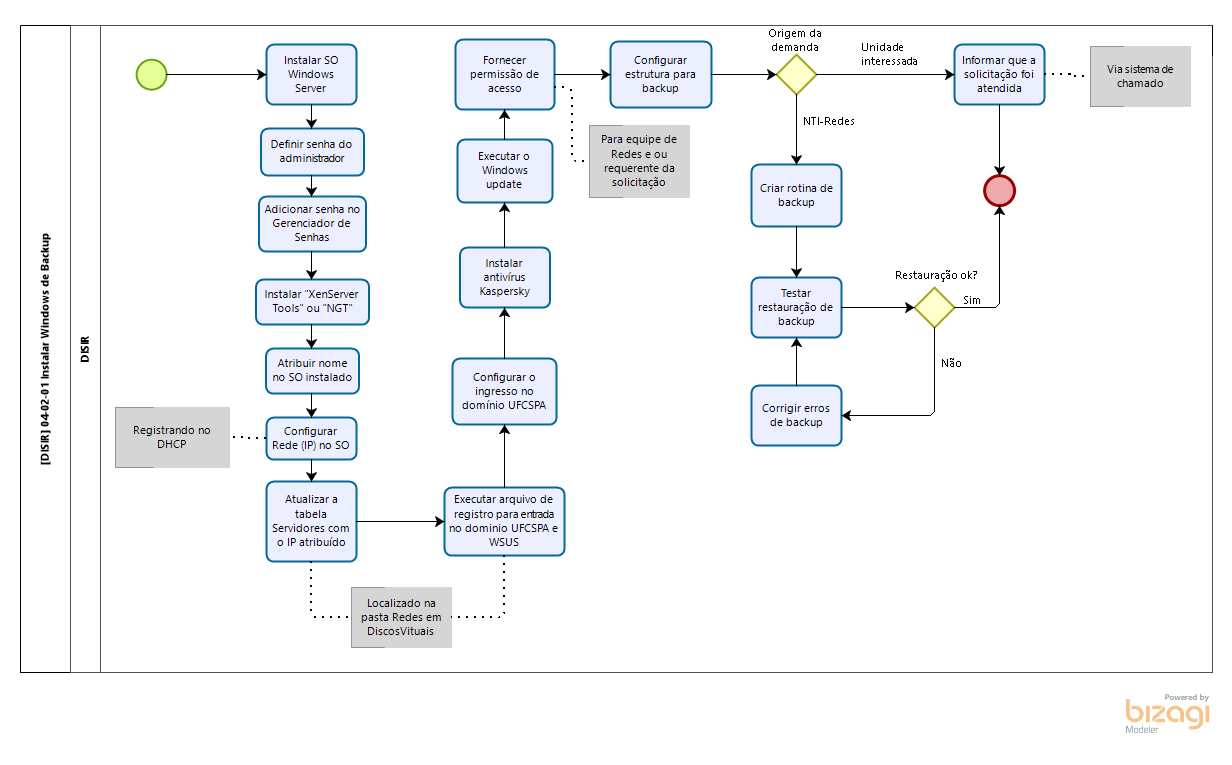 [DISIR] 04-02-01 Instalar Windows de Backup
DISIR
Instalar SO
Windows
Server
Definir senha do
administrador
Adicionar senha no
Gerenciador de
Senhas
Instalar "XenServer
Tools" ou "NGT"
Atribuir nome
no SO instalado
Configurar
Rede (IP) no SO
Registrando no
DHCP
Atualizar a
tabela
Servidores com
o IP atribuído
Localizado na
pasta Redes em
DiscosVituais
Executar arquivo de
registro para entrada
no dominio UFCSPA e
WSUS
Configurar o
ingresso no
domínio UFCSPA
Instalar
antivírus
Kaspersky
Executar o
Windows
update
Fornecer
permissão de
acesso
Para equipe de
Redes e ou
requerente da
solicitação
Configurar
estrutura para
backup
Origem da
demanda
Unidade
interessada
NTI-Redes
Informar que a
solicitação foi
atendida
Via sistema de
chamado
Criar rotina de
backup
Testar
restauração de
backup
Restauração ok?
Sim
Não
Corrigir erros
de backup
Powered by
bizagi
Modeler